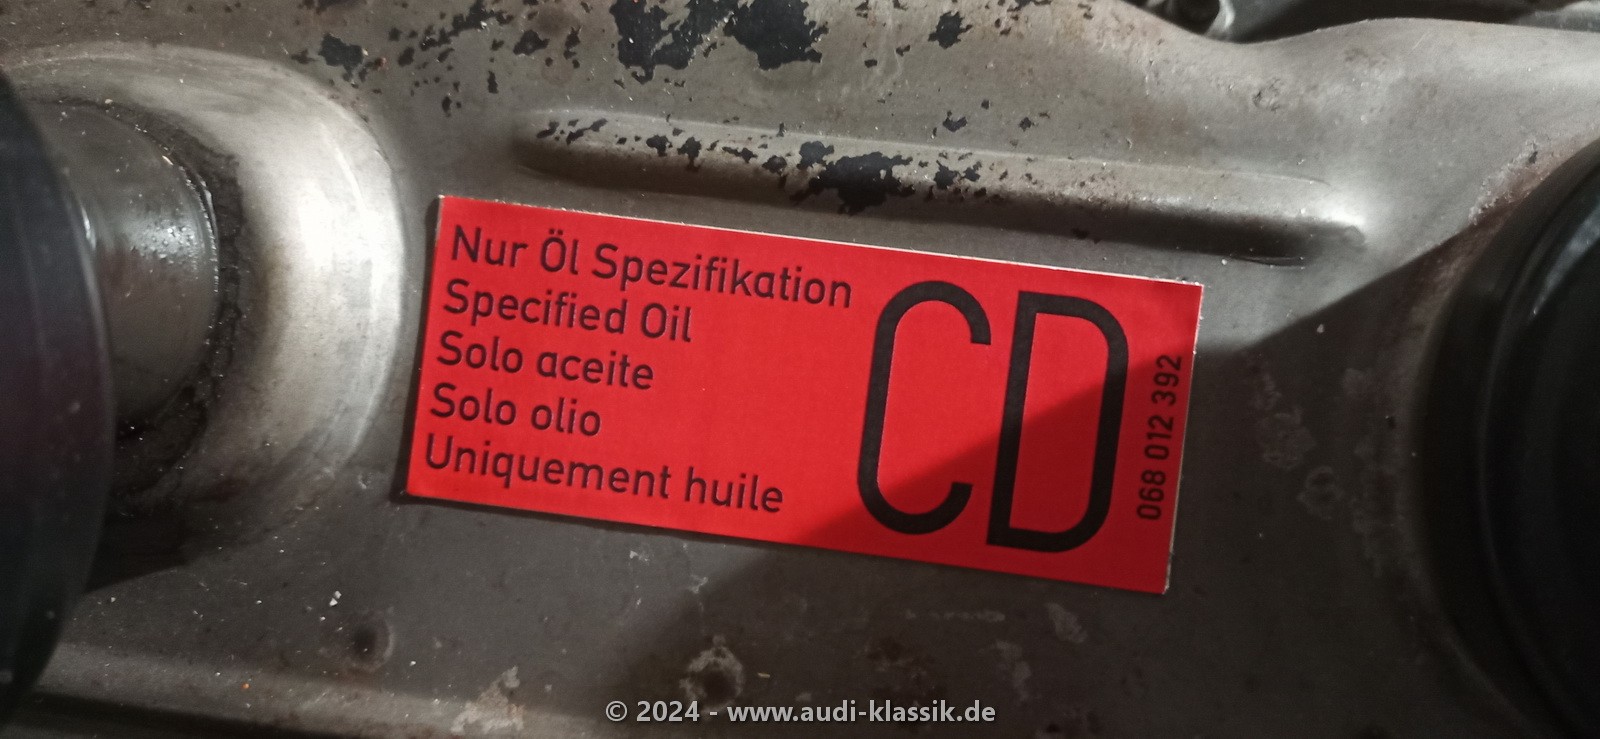 Nur Öl Spezifikation
Specified Oil
Solo aceite
Solo olio
Uniquement huile
CD
068 012 392
© 2024 - www.audi-klassik.de